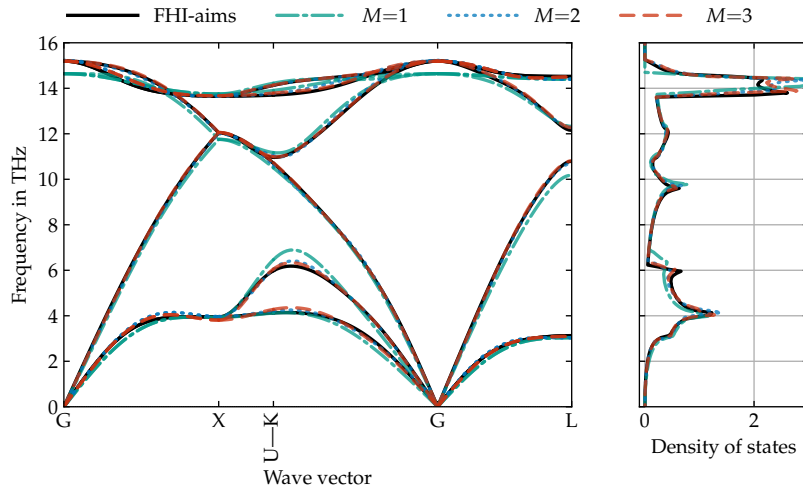 FHI-aims M=1 M=2 M=3
16
14
12
10
8
6
4
2
0
Frequency in THz
G X U—K G L
Wave vector
0 2
Density of states